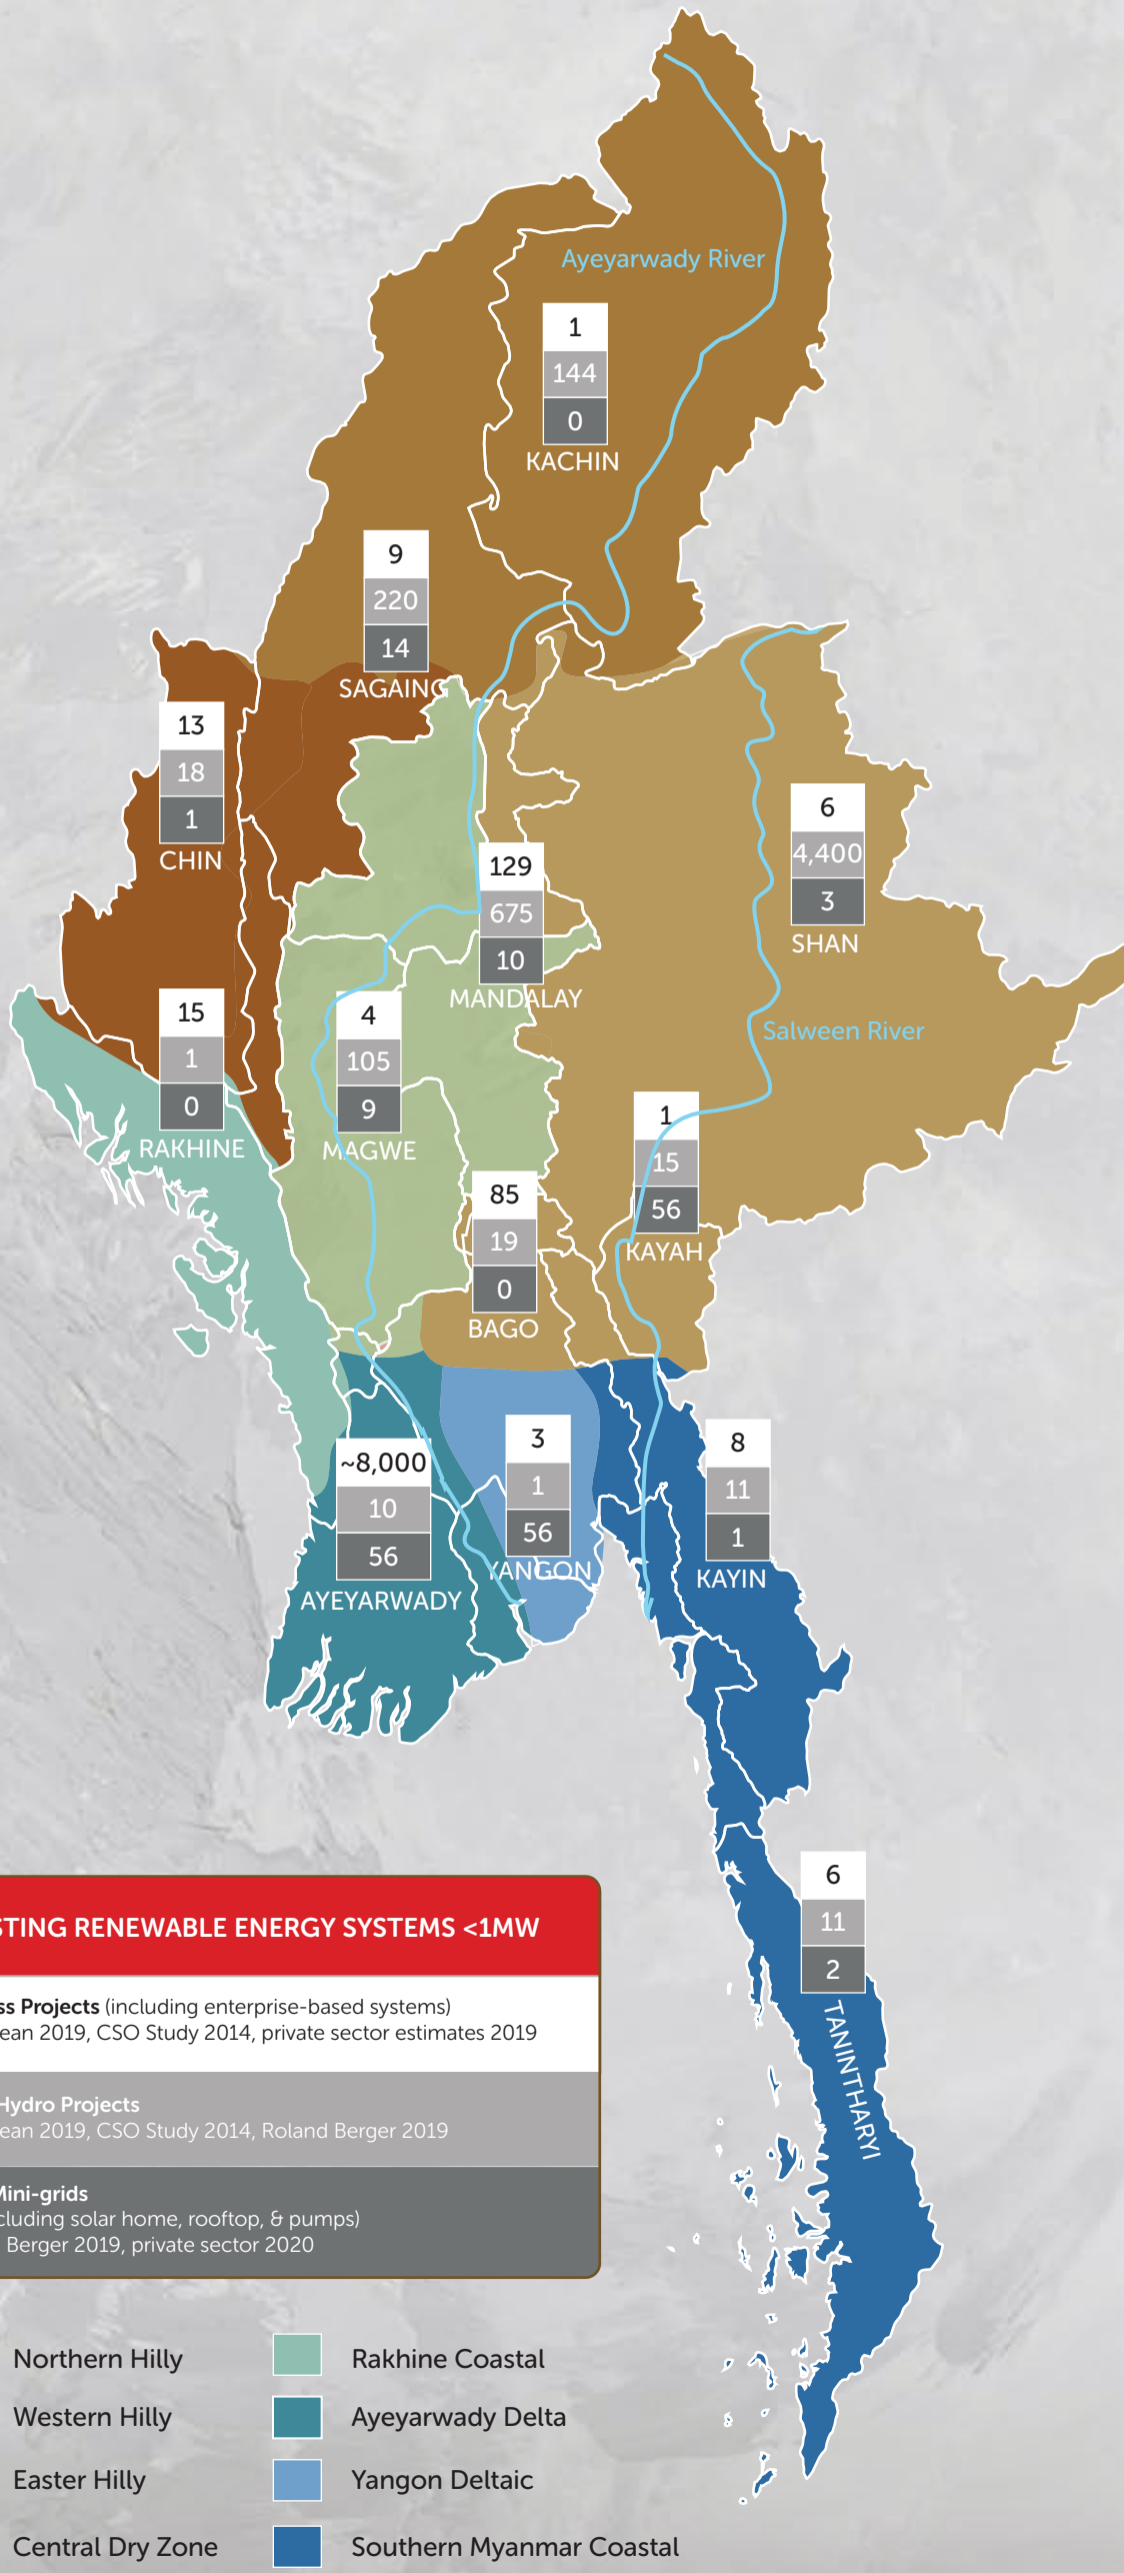 Ayeyarwady River
1
144
0
KACHIN
9
220
14
SAGAING
13
18
1
CHIN
6
4,400
3
SHAN
129
675
10
MANDALAY
15
1
0
RAKHINE
4
105
9
MAGWE
Salween River
1
15
56
KAYAH
85
19
0
BAGO
~8,000
10
56
AYEYARWADY
3
1
56
YANGON
8
11
1
KAYIN
6
11
2
TANINTHARYI
STING RENEWABLE ENERGY SYSTEMS <1MW
ss Projects (including enterprise-based systems)
ean 2019, CSO Study 2014, private sector estimates 2019
Hydro Projects
ean 2019, CSO Study 2014, Roland Berger 2019
Mini-grids
cluding solar home, rooftop, & pumps)
Berger 2019, private sector 2020
Northern Hilly
Rakhine Coastal
Western Hilly
Ayeyarwady Delta
Easter Hilly
Yangon Deltaic
Central Dry Zone
Southern Myanmar Coastal